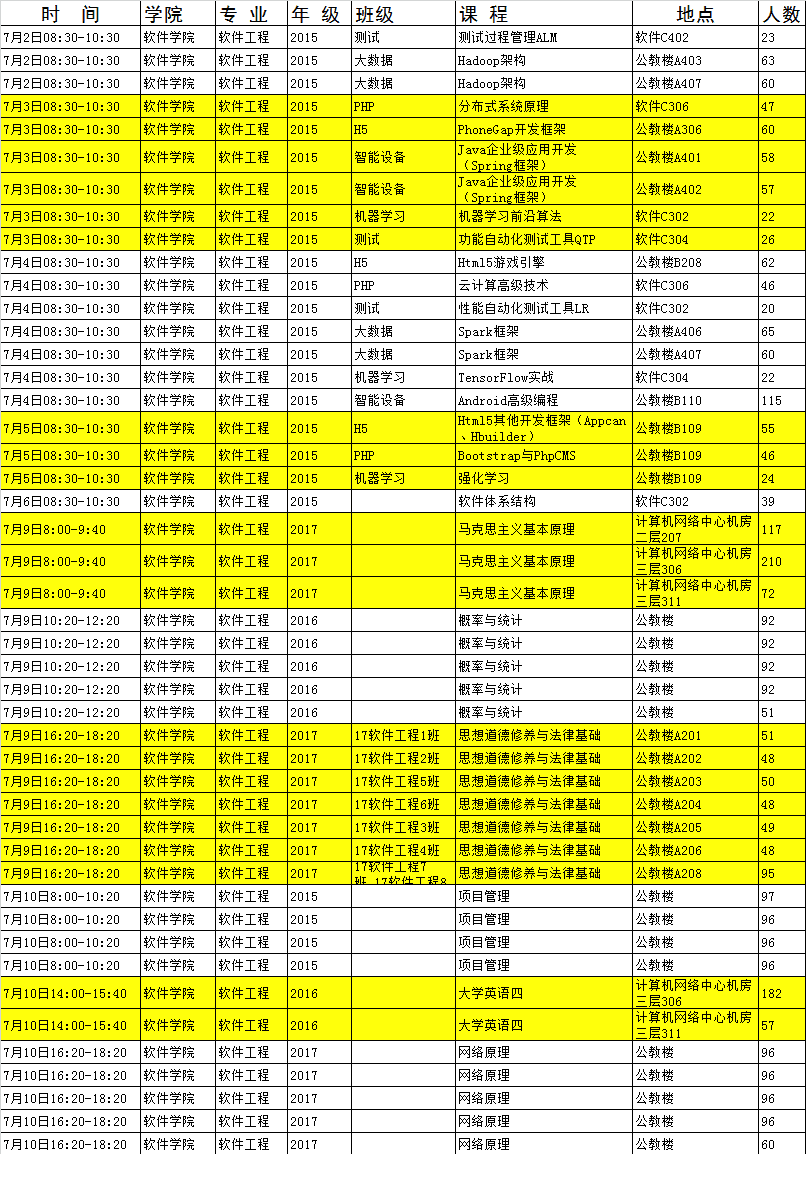 时 间 学院 专 业 年 级 班级 课 程 地点 人数
7月2日08:30-10:30 软件学院 软件工程 2015 测试 测试过程管理ALM 软件C402 23
7月2日08:30-10:30 软件学院 软件工程 2015 大数据 Hadoop架构 公教楼A403 63
7月2日08:30-10:30 软件学院 软件工程 2015 大数据 Hadoop架构 公教楼A407 60
7月3日08:30-10:30 软件学院 软件工程 2015 PHP 分布式系统原理 软件C306 47
7月3日08:30-10:30 软件学院 软件工程 2015 H5 PhoneGap开发框架 公教楼A306 60
7月3日08:30-10:30 软件学院 软件工程 2015 智能设备 Java企业级应用开发
（Spring框架） 公教楼A401 58
7月3日08:30-10:30 软件学院 软件工程 2015 智能设备 Java企业级应用开发
（Spring框架） 公教楼A402 57
7月3日08:30-10:30 软件学院 软件工程 2015 机器学习 机器学习前沿算法 软件C302 22
7月3日08:30-10:30 软件学院 软件工程 2015 测试 功能自动化测试工具QTP 软件C304 26
7月4日08:30-10:30 软件学院 软件工程 2015 H5 Html5游戏引擎 公教楼B208 62
7月4日08:30-10:30 软件学院 软件工程 2015 PHP 云计算高级技术 软件C306 46
7月4日08:30-10:30 软件学院 软件工程 2015 测试 性能自动化测试工具LR 软件C302 20
7月4日08:30-10:30 软件学院 软件工程 2015 大数据 Spark框架 公教楼A406 65
7月4日08:30-10:30 软件学院 软件工程 2015 大数据 Spark框架 公教楼A407 60
7月4日08:30-10:30 软件学院 软件工程 2015 机器学习 TensorFlow实战 软件C304 22
7月4日08:30-10:30 软件学院 软件工程 2015 智能设备 Android高级编程 公教楼B110 115
7月5日08:30-10:30 软件学院 软件工程 2015 H5 Html5其他开发框架（Appcan
、Hbuilder） 公教楼B109 55
7月5日08:30-10:30 软件学院 软件工程 2015 PHP Bootstrap与PhpCMS 公教楼B109 46
7月5日08:30-10:30 软件学院 软件工程 2015 机器学习 强化学习 公教楼B109 24
7月6日08:30-10:30 软件学院 软件工程 2015 软件体系结构 软件C302 39
7月9日8:00-9:40 软件学院 软件工程 2017 马克思主义基本原理 计算机网络中心机房
二层207 117
7月9日8:00-9:40 软件学院 软件工程 2017 马克思主义基本原理 计算机网络中心机房
三层306 210
7月9日8:00-9:40 软件学院 软件工程 2017 马克思主义基本原理 计算机网络中心机房
三层311 72
7月9日10:20-12:20 软件学院 软件工程 2016 概率与统计 公教楼 92
7月9日10:20-12:20 软件学院 软件工程 2016 概率与统计 公教楼 92
7月9日10:20-12:20 软件学院 软件工程 2016 概率与统计 公教楼 92
7月9日10:20-12:20 软件学院 软件工程 2016 概率与统计 公教楼 92
7月9日10:20-12:20 软件学院 软件工程 2016 概率与统计 公教楼 51
7月9日16:20-18:20 软件学院 软件工程 2017 17软件工程1班 思想道德修养与法律基础 公教楼A201 51
7月9日16:20-18:20 软件学院 软件工程 2017 17软件工程2班 思想道德修养与法律基础 公教楼A202 48
7月9日16:20-18:20 软件学院 软件工程 2017 17软件工程5班 思想道德修养与法律基础 公教楼A203 50
7月9日16:20-18:20 软件学院 软件工程 2017 17软件工程6班 思想道德修养与法律基础 公教楼A204 48
7月9日16:20-18:20 软件学院 软件工程 2017 17软件工程3班 思想道德修养与法律基础 公教楼A205 49
7月9日16:20-18:20 软件学院 软件工程 2017 17软件工程4班 思想道德修养与法律基础 公教楼A206 48
7月9日16:20-18:20 软件学院 软件工程 2017 17软件工程7
班,17软件工程8 思想道德修养与法律基础 公教楼A208 95
7月10日8:00-10:20 软件学院 软件工程 2015 项目管理 公教楼 97
7月10日8:00-10:20 软件学院 软件工程 2015 项目管理 公教楼 96
7月10日8:00-10:20 软件学院 软件工程 2015 项目管理 公教楼 96
7月10日8:00-10:20 软件学院 软件工程 2015 项目管理 公教楼 96
7月10日14:00-15:40 软件学院 软件工程 2016 大学英语四 计算机网络中心机房
三层306 182
7月10日14:00-15:40 软件学院 软件工程 2016 大学英语四 计算机网络中心机房
三层311 57
7月10日16:20-18:20 软件学院 软件工程 2017 网络原理 公教楼 96
7月10日16:20-18:20 软件学院 软件工程 2017 网络原理 公教楼 96
7月10日16:20-18:20 软件学院 软件工程 2017 网络原理 公教楼 96
7月10日16:20-18:20 软件学院 软件工程 2017 网络原理 公教楼 96
7月10日16:20-18:20 软件学院 软件工程 2017 网络原理 公教楼 60